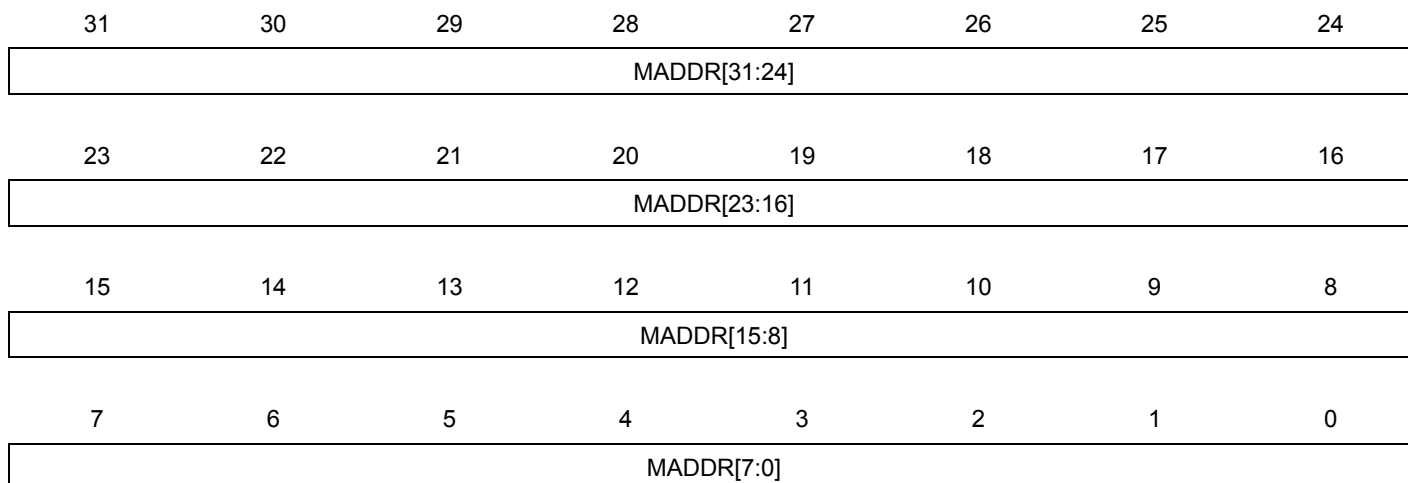 31 30 29 28 27 26 25 24
MADDR[31:24]
23 22 21 20 19 18 17 16
MADDR[23:16]
15 14 13 12 11 10 9 8
MADDR[15:8]
7 6 5 4 3 2 1 0
MADDR[7:0]